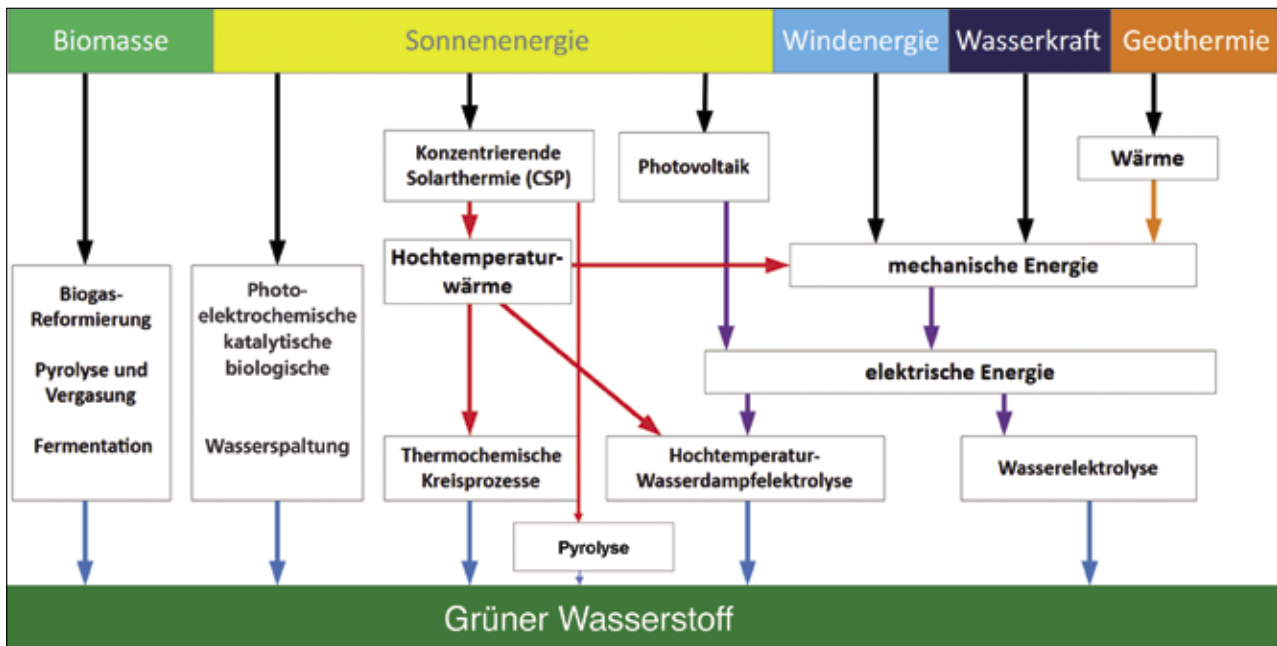 Biomasse
Sonnenenergie
Windenergie
Wasserkraft
Geothermie
Konzentrierende
Solarthermie (CSP)
Photovoltaik
Wärme
Hochtemperatur-
wärme
mechanische Energie
Biogas-
Reformierung
Pyrolyse und
Vergasung
Fermentation
Photo-
elektrochemische
katalytische
biologische
Wasserspaltung
elektrische Energie
Thermochemische
Kreisprozesse
Hochtemperatur-
Wasserdampfelektrolyse
Wasserelektrolyse
Pyrolyse
Grüner Wasserstoff